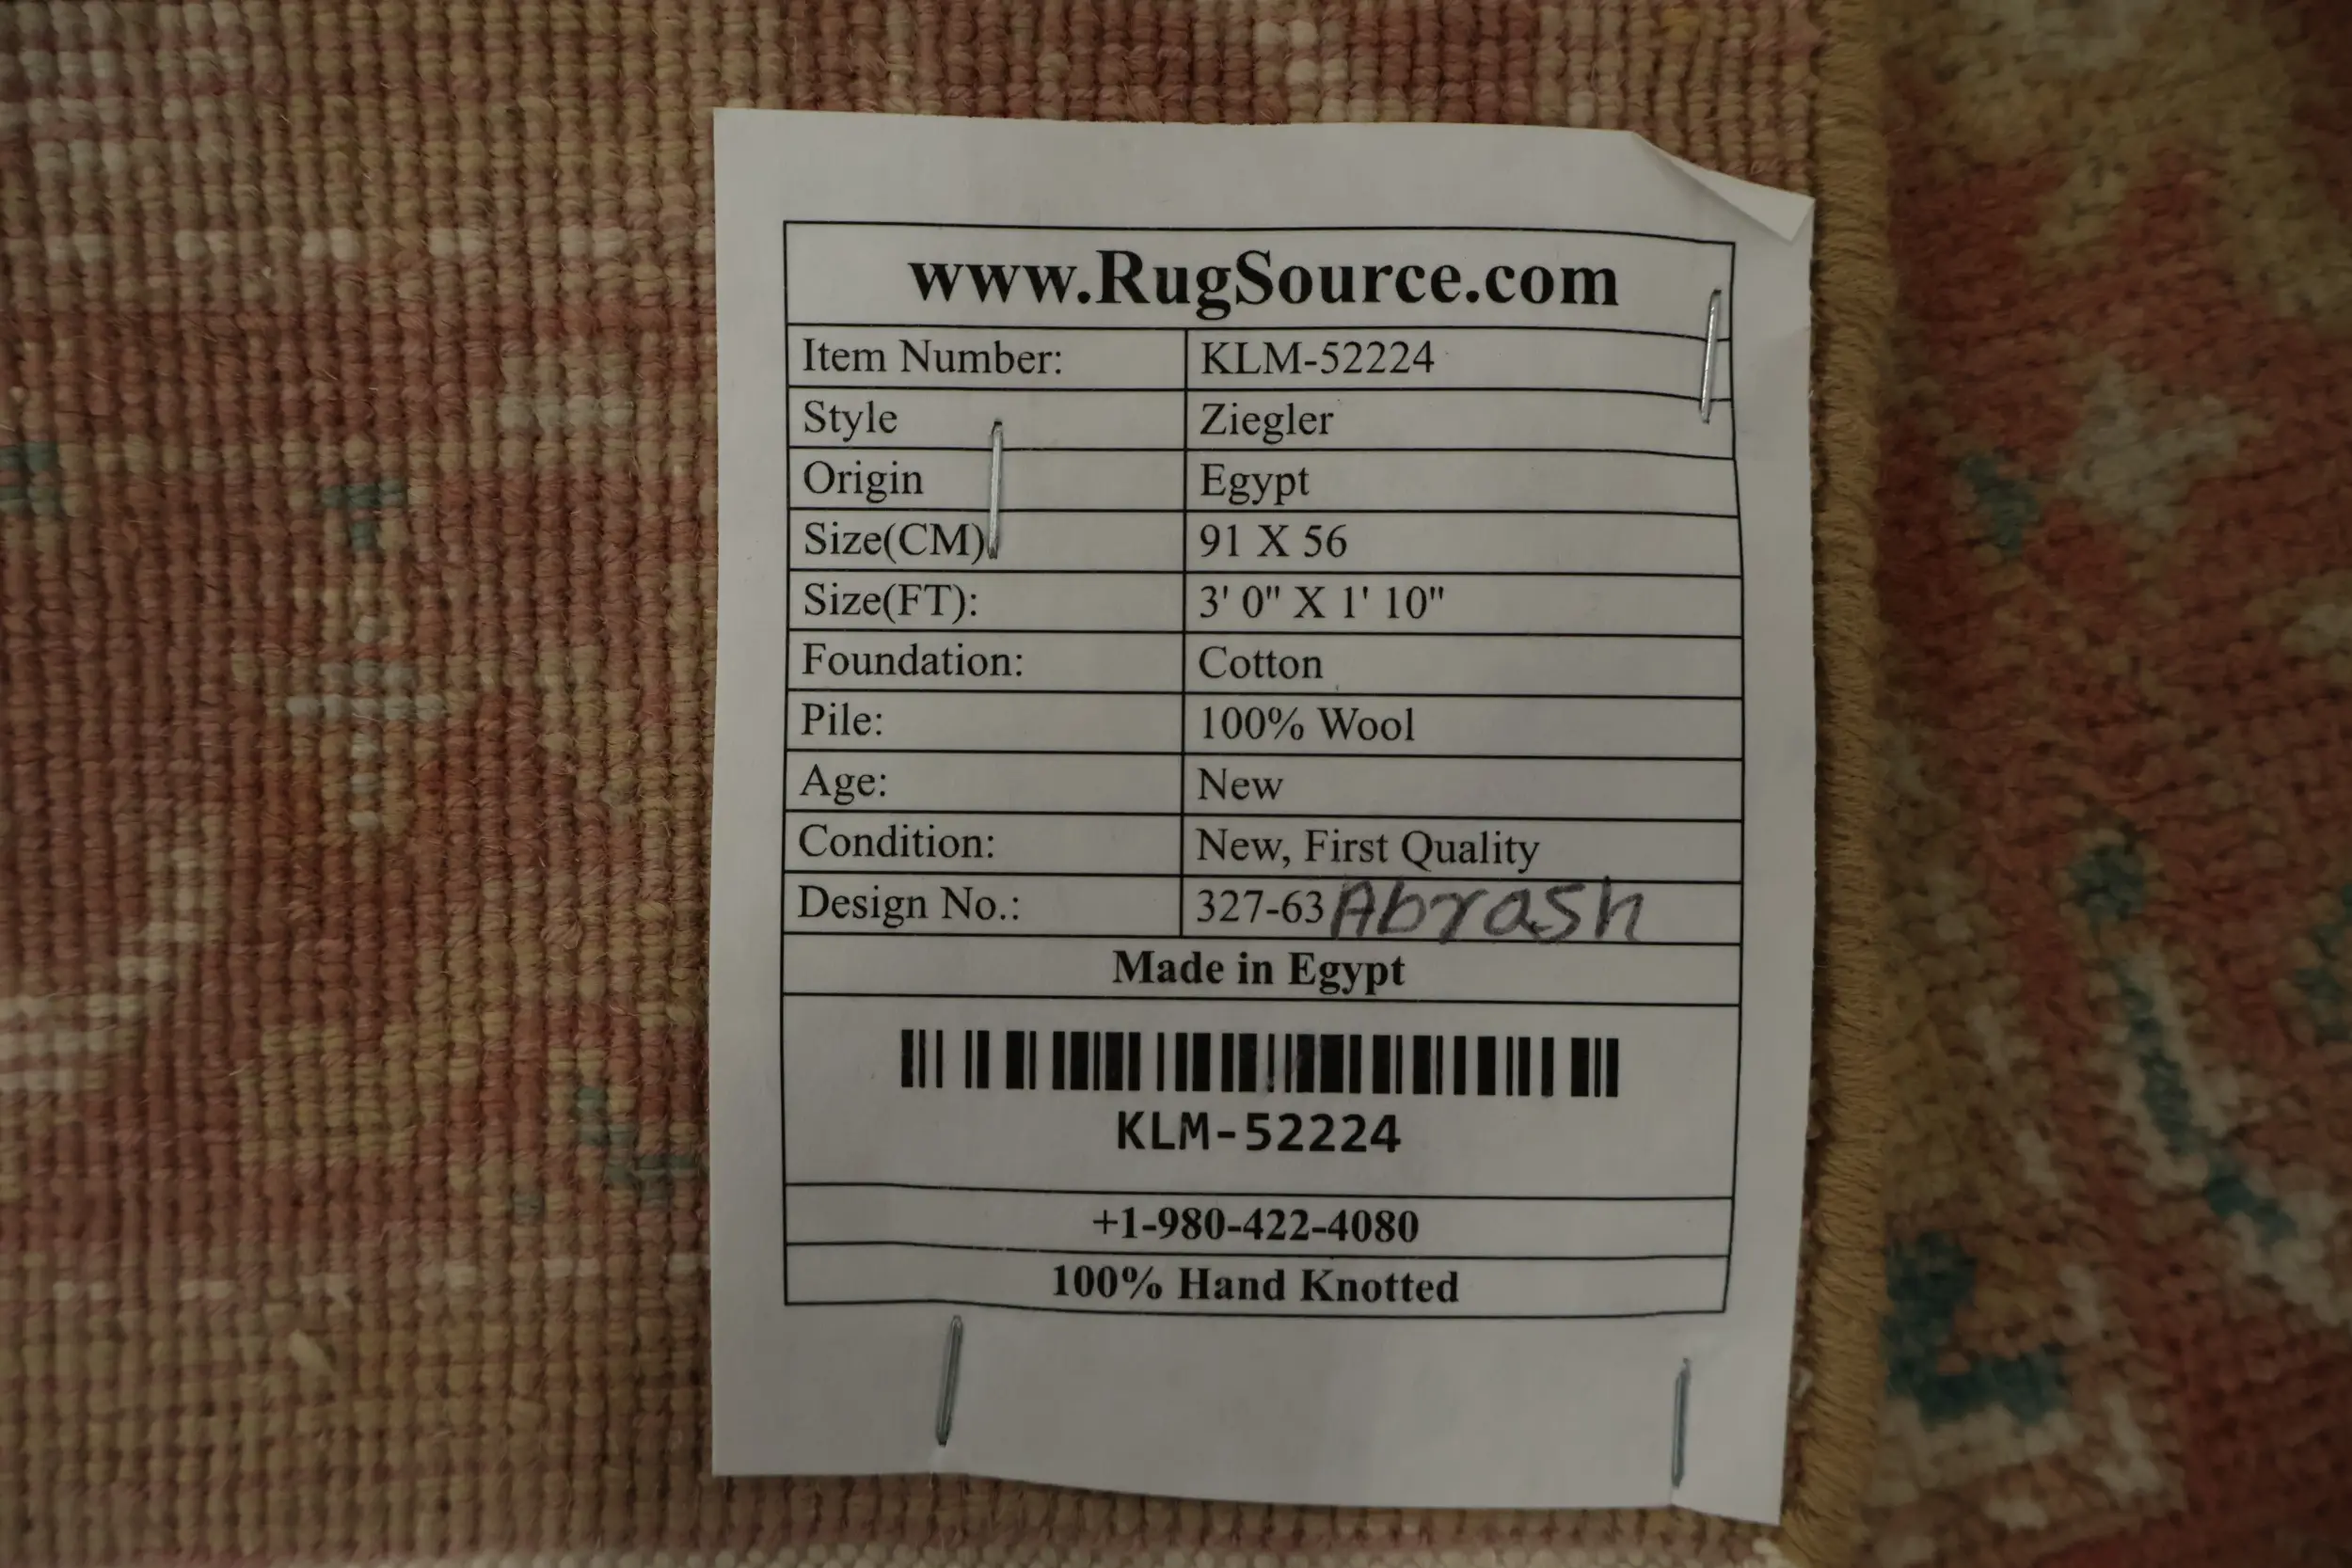 www.RugSource.com
Item Number: KLM-52224
Style Ziegler
Origin Egypt
Size(CM) 91 X 56
Size(FT): 3' 0" X 1' 10"
Foundation: Cotton
Pile: 100% Wool
Age: New
Condition: New, First Quality
Design No.: 327-63 Abrash
Made in Egypt
KLM-52224
+1-980-422-4080
100% Hand Knotted